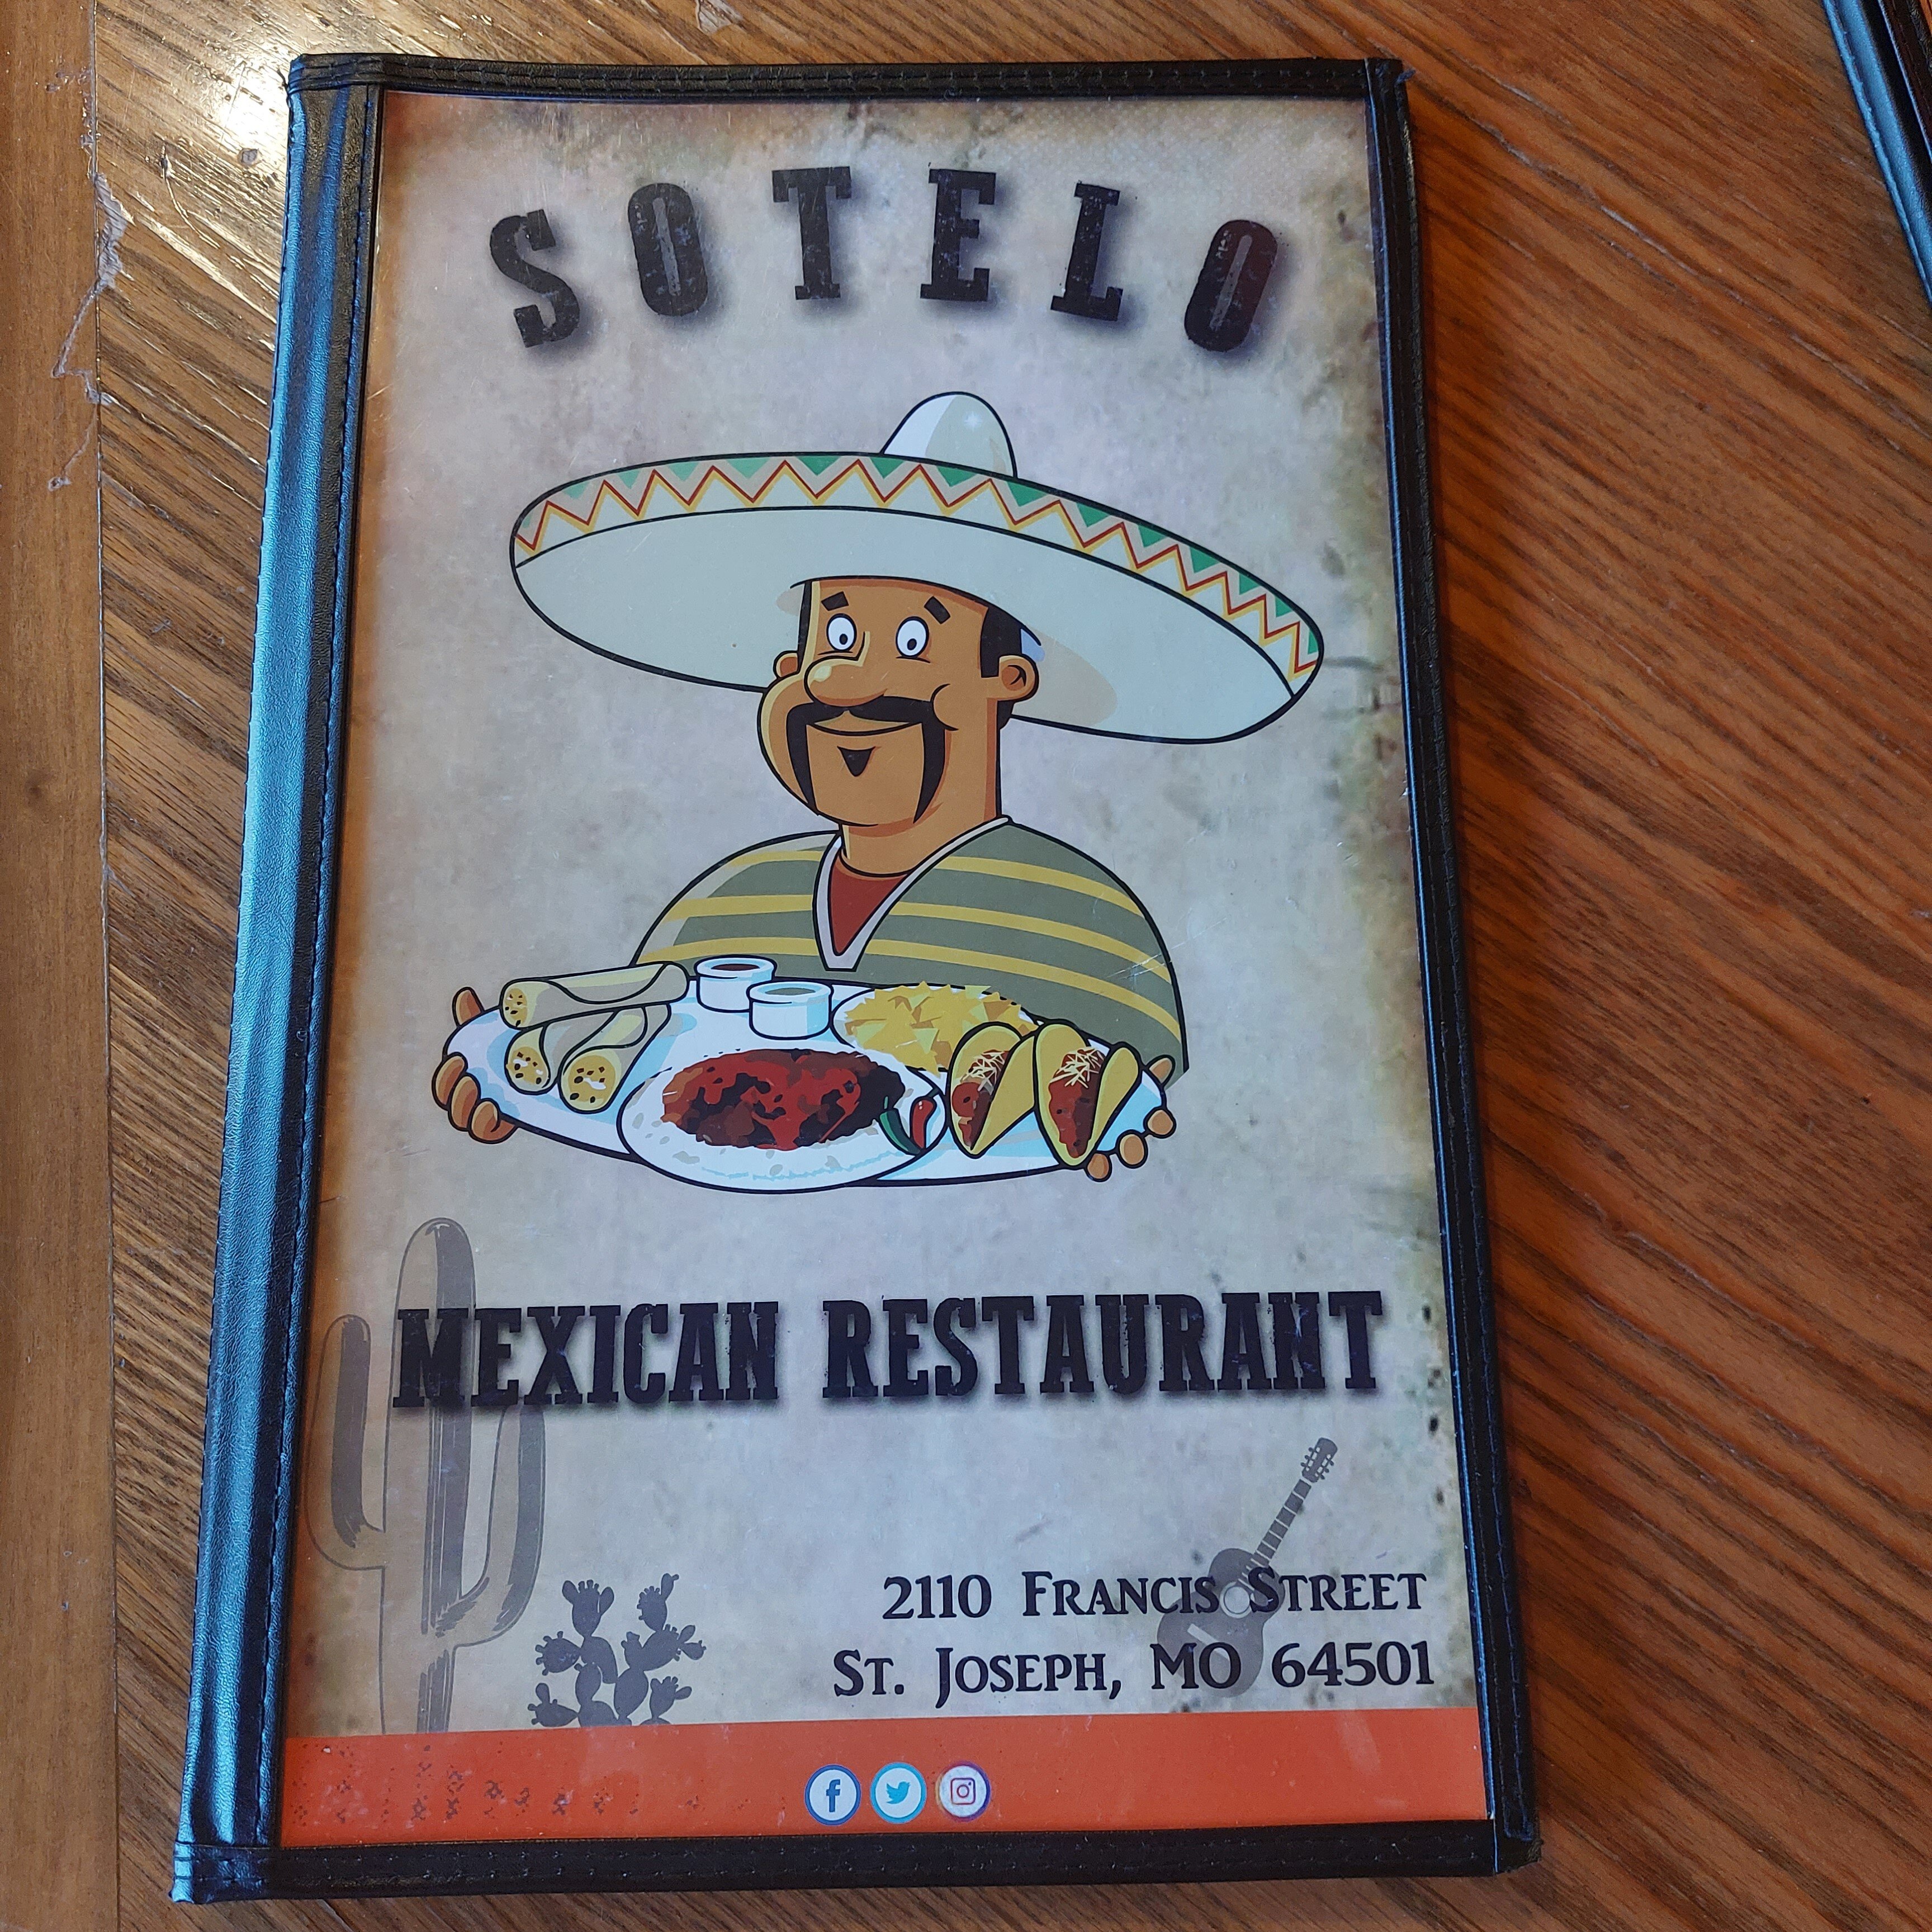 SOTELO
MEXICAN RESTAURANT
2110 FRANCIS STREET
ST. JOSEPH, MO 64501